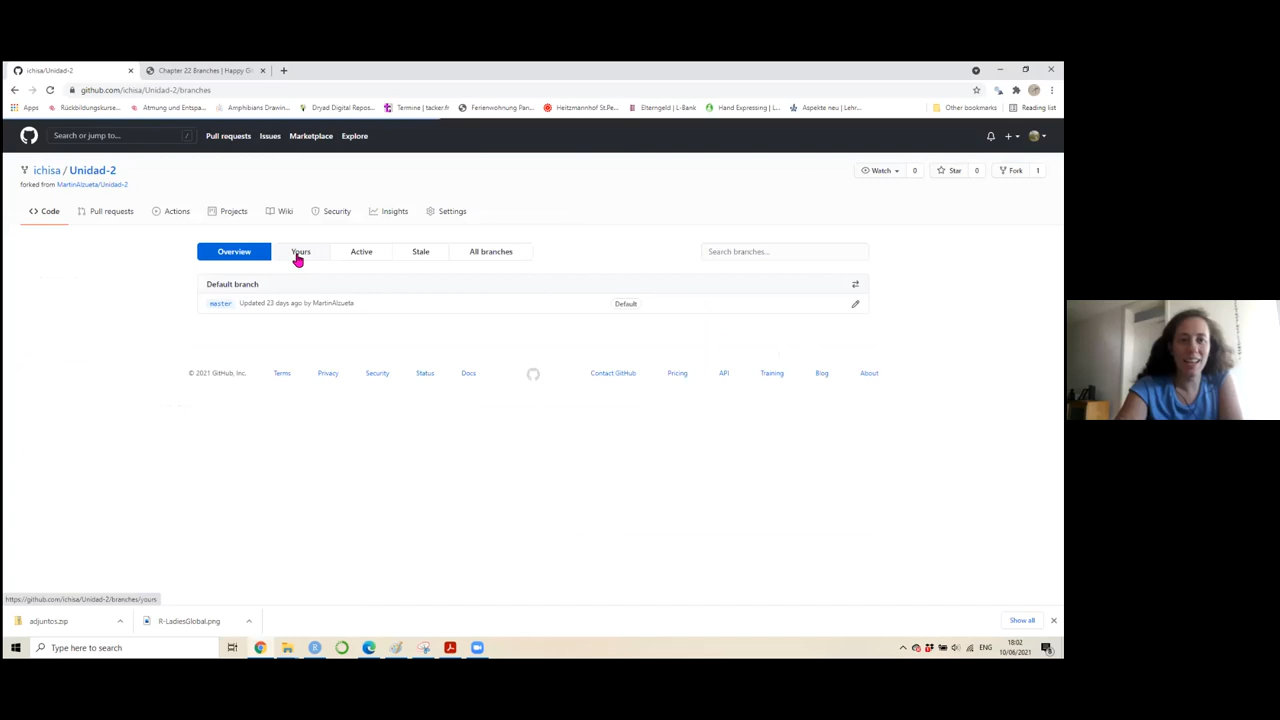 ichisa/Unidad-2
Chapter 22 Branches | Happy Gi
github.com/ichisa/Unidad-2/branches
Apps Rückbildungskurse... Atmung und Entspa... Amphibians Drawin... Dryad Digital Repos... Termine | tacker.fr Ferienwohnung Pan... Heitzmannhof St.Pe... Elterngeld | L-Bank Hand Expressing | L... Aspekte neu | Lehr... Other bookmarks Reading list
Search or jump to... / Pull requests Issues Marketplace Explore
ichisa / Unidad-2
Watch 0 Star 0 Fork 1
forked from MartinAlzueta/Unidad-2
Code Pull requests Actions Projects Wiki Security Insights Settings
Overview Yours Active Stale All branches Search branches...
Default branch
master Updated 23 days ago by MartinAlzueta Default
© 2021 GitHub, Inc. Terms Privacy Security Status Docs Contact GitHub Pricing API Training Blog About
https://github.com/ichisa/Unidad-2/branches/yours
adjuntos.zip R-LadiesGlobal.png Show all
Type here to search
ENG
18:02
10/06/2021